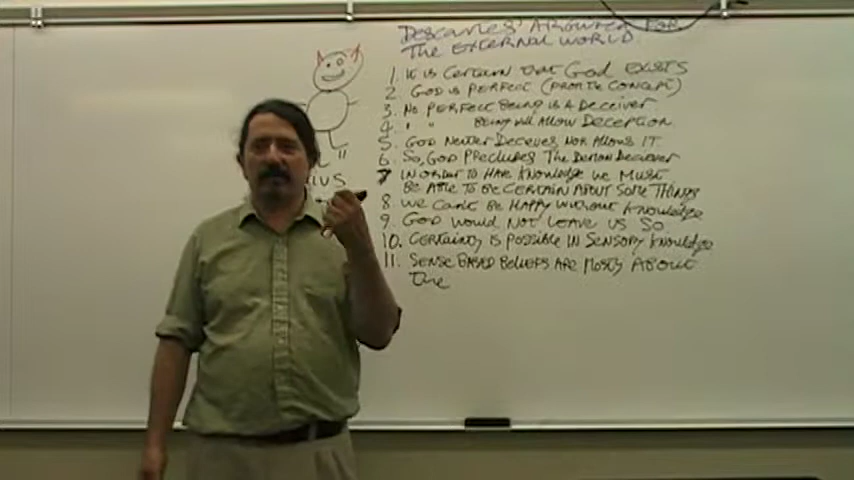 DESCARTES' ARGUMENT FOR
THE EXTERNAL WORLD
1. IT IS CERTAIN THAT GOD EXISTS
2. GOD IS PERFECT (FROM THE CONCEPT)
3. NO PERFECT BEING IS A DECEIVER
4. " " BEING WILL ALLOW DECEPTION.
5. GOD NEITHER DECEIVES NOR ALLOWS IT.
6. SO, GOD PRECLUDES THE DEMON DECEIVER
7 IN ORDER TO HAVE KNOWLEDGE WE MUST
BE ABLE TO BE CERTAIN ABOUT SOME THINGS
8 WE CAN'T BE HAPPY WITHOUT KNOWLEDGE
9. GOD WOULD NOT LEAVE US SO
10. CERTAINTY IS POSSIBLE IN SENSORY KNOWLEDGE
11. SENSE BASED BELIEFS ARE MOSTLY ABOUT
THE